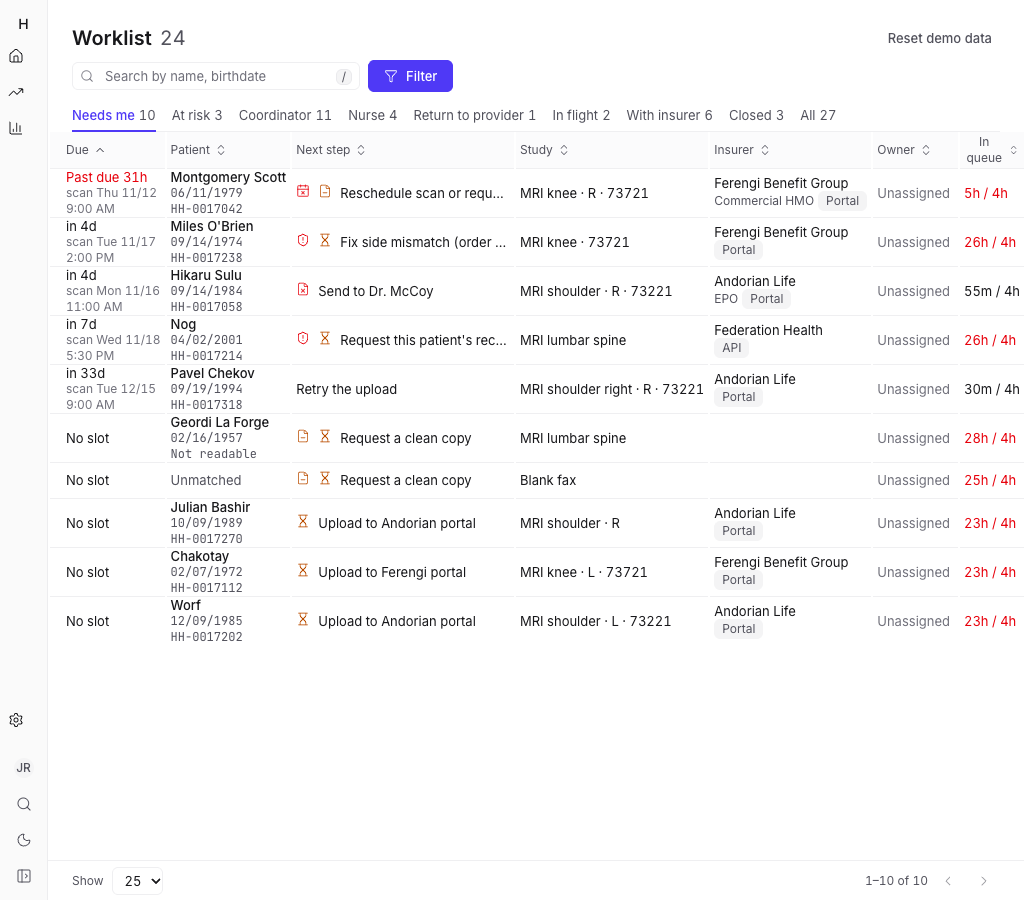 H
Worklist 24
Reset demo data
Search by name, birthdate /
Filter
Needs me 10 At risk 3 Coordinator 11 Nurse 4 Return to provider 1 In flight 2 With insurer 6 Closed 3 All 27
Due Patient Next step Study Insurer Owner In queue
Past due 31h
scan Thu 11/12
9:00 AM
Montgomery Scott
06/11/1979
HH-0017042
Reschedule scan or requ...
MRI knee · R · 73721
Ferengi Benefit Group
Commercial HMO Portal
Unassigned
5h / 4h
in 4d
scan Tue 11/17
2:00 PM
Miles O'Brien
09/14/1974
HH-0017238
Fix side mismatch (order ...
MRI knee · 73721
Ferengi Benefit Group
Portal
Unassigned
26h / 4h
in 4d
scan Mon 11/16
11:00 AM
Hikaru Sulu
09/14/1984
HH-0017058
Send to Dr. McCoy
MRI shoulder · R · 73221
Andorian Life
EPO Portal
Unassigned
55m / 4h
in 7d
scan Wed 11/18
5:30 PM
Nog
04/02/2001
HH-0017214
Request this patient's rec...
MRI lumbar spine
Federation Health
API
Unassigned
26h / 4h
in 33d
scan Tue 12/15
9:00 AM
Pavel Chekov
09/19/1994
HH-0017318
Retry the upload
MRI shoulder right · R · 73221
Andorian Life
Portal
Unassigned
30m / 4h
No slot
Geordi La Forge
02/16/1957
Not readable
Request a clean copy
MRI lumbar spine
Unassigned
28h / 4h
No slot
Unmatched
Request a clean copy
Blank fax
Unassigned
25h / 4h
No slot
Julian Bashir
10/09/1989
HH-0017270
Upload to Andorian portal
MRI shoulder · R
Andorian Life
Portal
Unassigned
23h / 4h
No slot
Chakotay
02/07/1972
HH-0017112
Upload to Ferengi portal
MRI knee · L · 73721
Ferengi Benefit Group
Portal
Unassigned
23h / 4h
No slot
Worf
12/09/1985
HH-0017202
Upload to Andorian portal
MRI shoulder · L · 73221
Andorian Life
Portal
Unassigned
23h / 4h
JR
Show 25
1–10 of 10